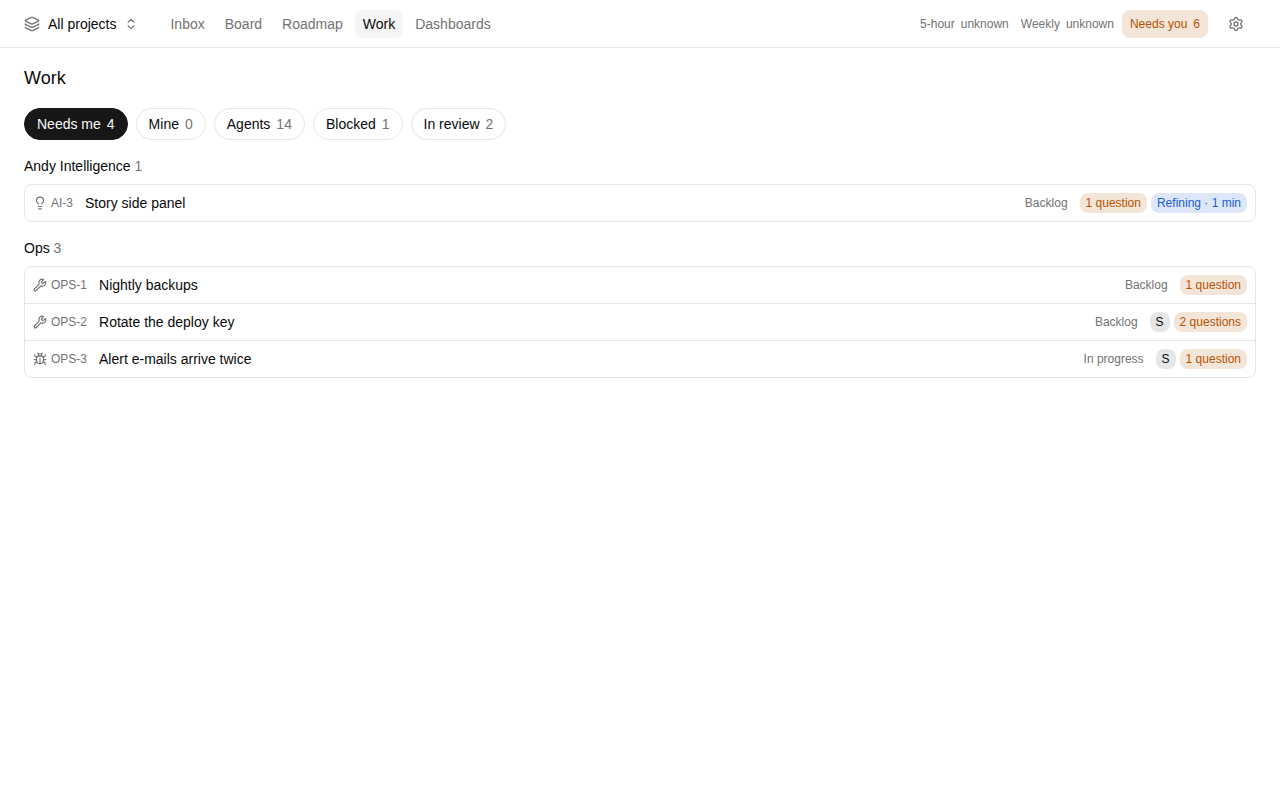 All projects Inbox Board Roadmap Work Dashboards 5-hour unknown Weekly unknown Needs you 6
Work
Needs me 4 Mine 0 Agents 14 Blocked 1 In review 2
Andy Intelligence 1
AI-3 Story side panel Backlog 1 question Refining · 1 min
Ops 3
OPS-1 Nightly backups Backlog 1 question
OPS-2 Rotate the deploy key Backlog S 2 questions
OPS-3 Alert e-mails arrive twice In progress S 1 question